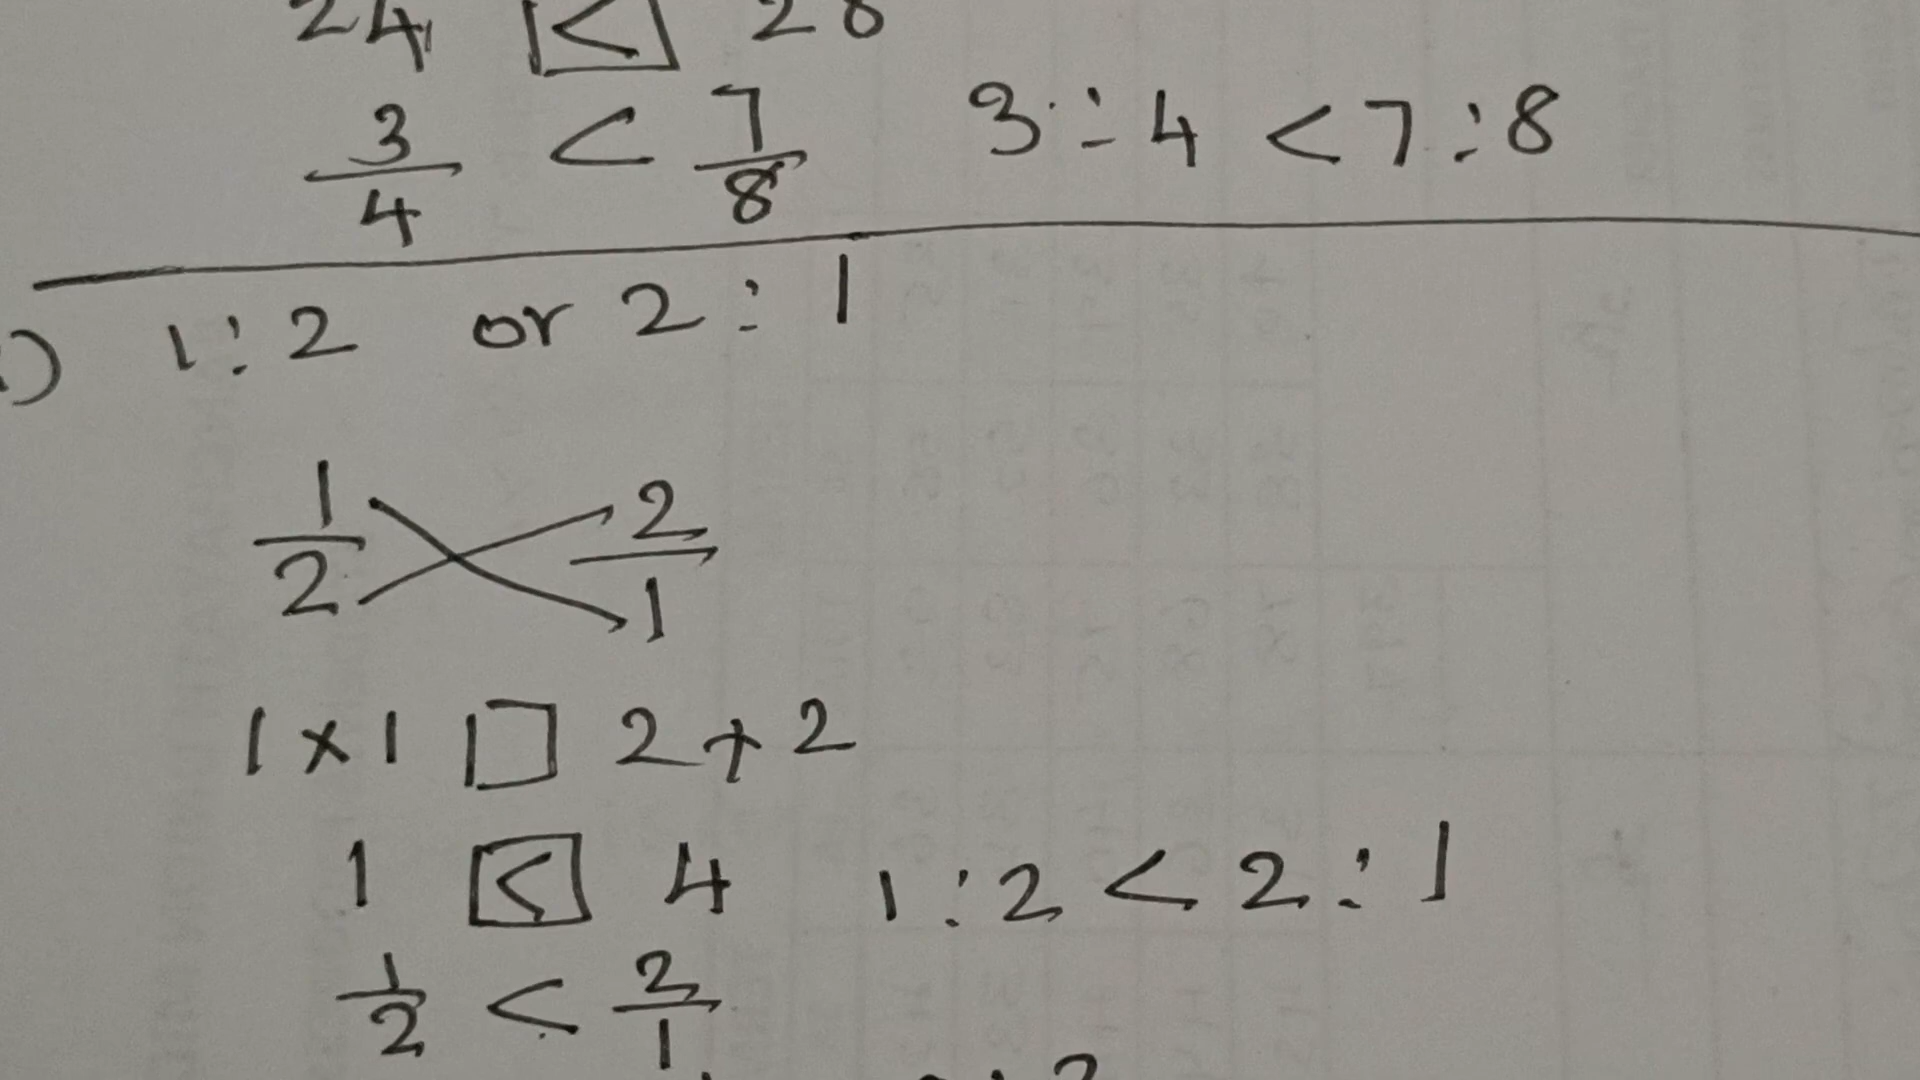 24 < 28
3/4 < 7/8 3 : 4 < 7 : 8
) 1 : 2 or 2 : 1
1/2 2/1
1 x 1 □ 2 + 2
1 < 4 1 : 2 < 2 : 1
1/2 < 2/1